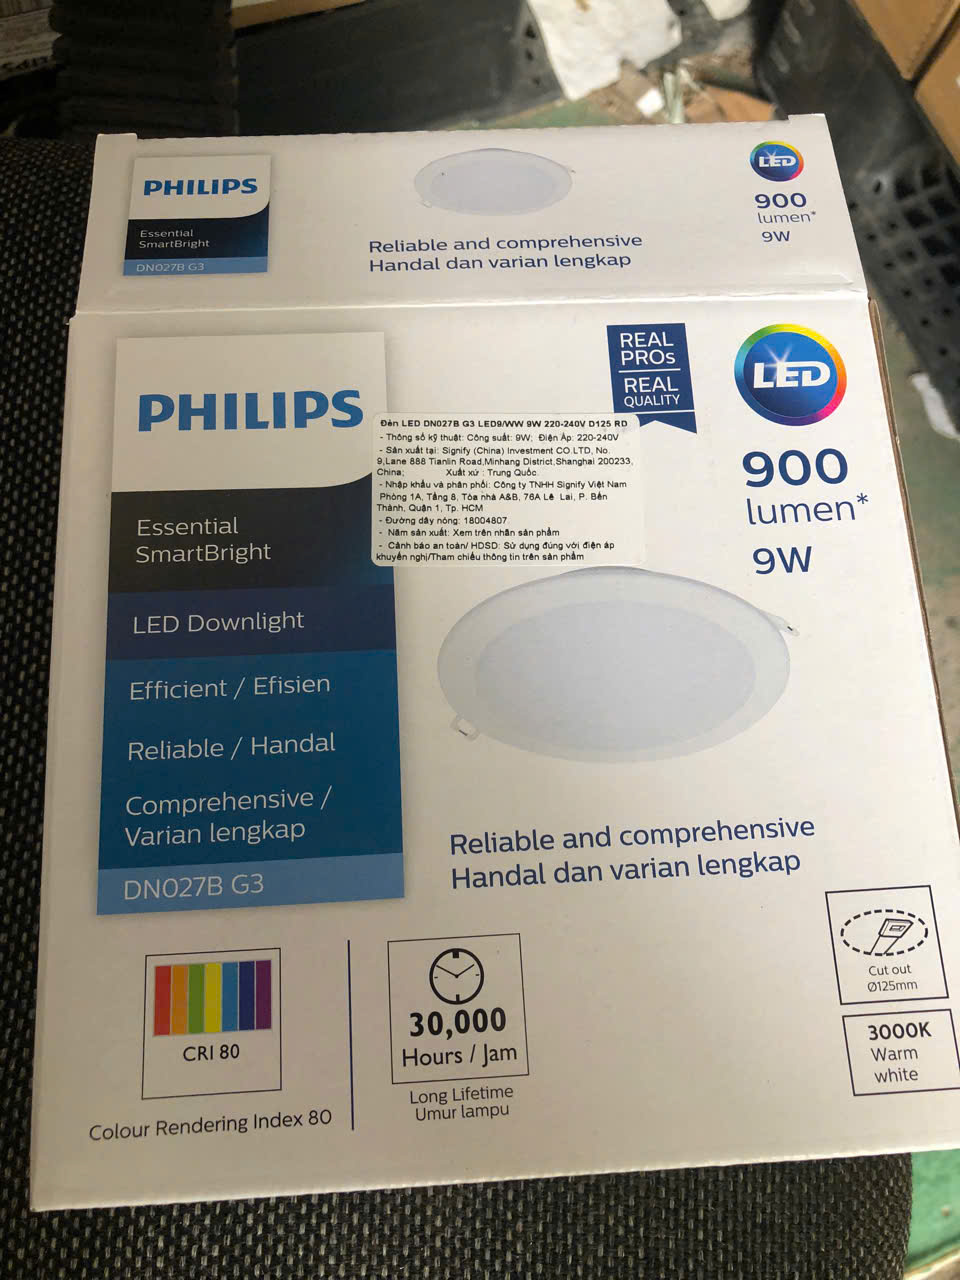 PHILIPS
Essential
SmartBright
DN027B G3
Reliable and comprehensive
Handal dan varian lengkap
LED
900
lumen*
9W
PHILIPS
Essential
SmartBright
LED Downlight
Efficient / Efisien
Reliable / Handal
Comprehensive /
Varian lengkap
DN027B G3
REAL
PROs
REAL
QUALITY
LED
900
lumen*
9W
Đèn LED DN027B G3 LED9/WW 9W 220-240V D125 RD
- Thông số kỹ thuật: Công suất: 9W; Điện Áp: 220-240V
- Sản xuất tại: Signify (China) Investment CO.LTD, No.
9,Lane 888 Tianlin Road,Minhang District,Shanghai 200233,
China; Xuất xứ : Trung Quốc.
- Nhập khẩu và phân phối: Công ty TNHH Signify Việt Nam
Phòng 1A, Tầng 8, Tòa nhà A&B, 76A Lê Lai, P. Bến
Thành, Quận 1, Tp. HCM
- Đường dây nóng: 18004807
- Năm sản xuất: Xem trên nhãn sản phẩm
- Cảnh báo an toàn/ HDSD: Sử dụng đúng với điện áp
khuyến nghị/Tham chiếu thông tin trên sản phẩm
Reliable and comprehensive
Handal dan varian lengkap
CRI 80
Colour Rendering Index 80
30,000
Hours / Jam
Long Lifetime
Umur lampu
Cut out
Ø125mm
3000K
Warm
white